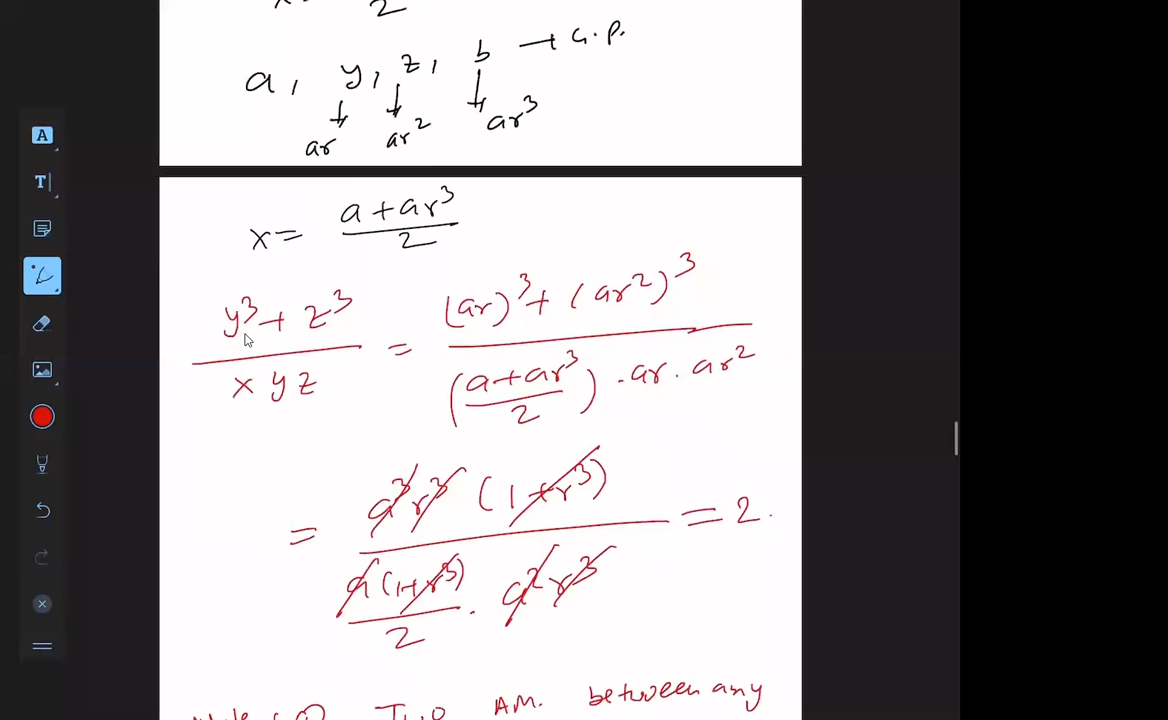 x = 2
a, y, z, b → G.P.
ar ar² ar³
x = (a + ar³)/2
(y³ + z³)/(x y z) = ((ar)³ + (ar²)³)/(((a + ar³)/2) · ar · ar²)
= (a³r³ (1 + r³))/((a(1 + r³)/2) · a²r³) = 2.
Two A.M. between any